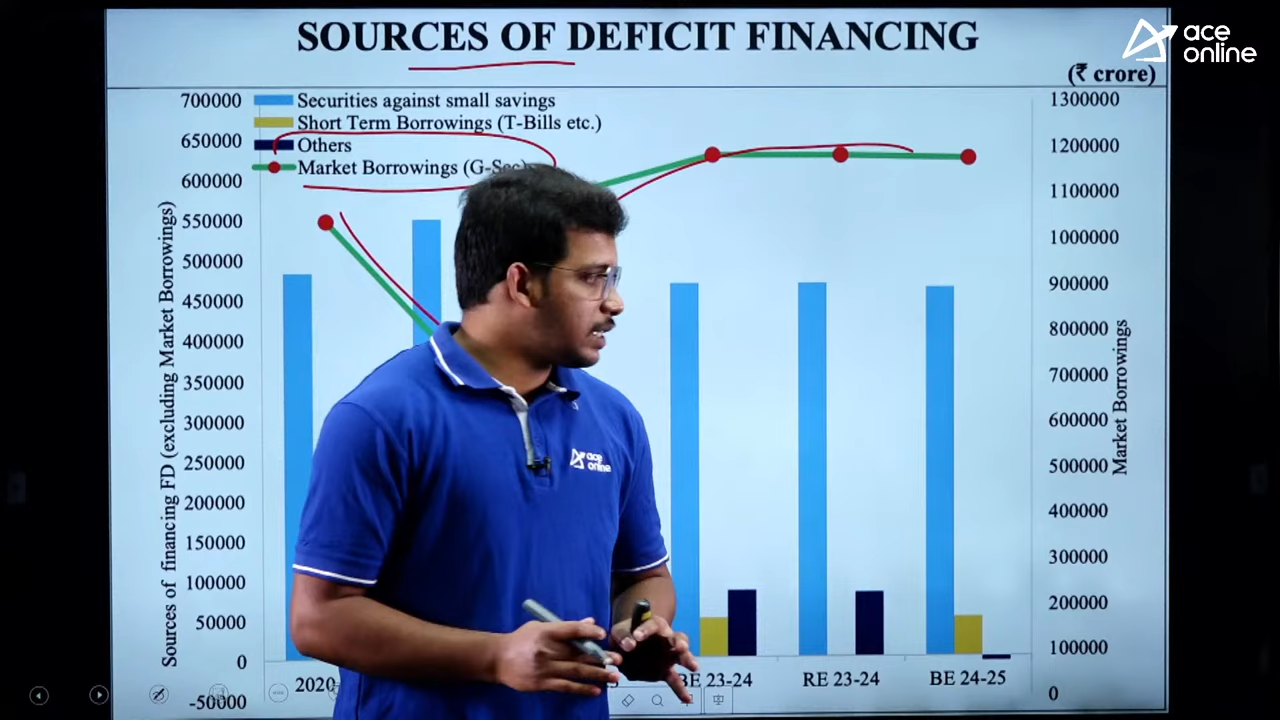 SOURCES OF DEFICIT FINANCING
ace
online
(₹ crore)
Securities against small savings
Short Term Borrowings (T-Bills etc.)
Others
Market Borrowings (G-Sec)
Sources of financing FD (excluding Market Borrowings)
700000
650000
600000
550000
500000
450000
400000
350000
300000
250000
200000
150000
100000
50000
0
-50000
1300000
1200000
1100000
1000000
900000
800000
700000
600000
500000
400000
300000
200000
100000
0
Market Borrowings
ace
online
2020
BE 23-24
RE 23-24
BE 24-25